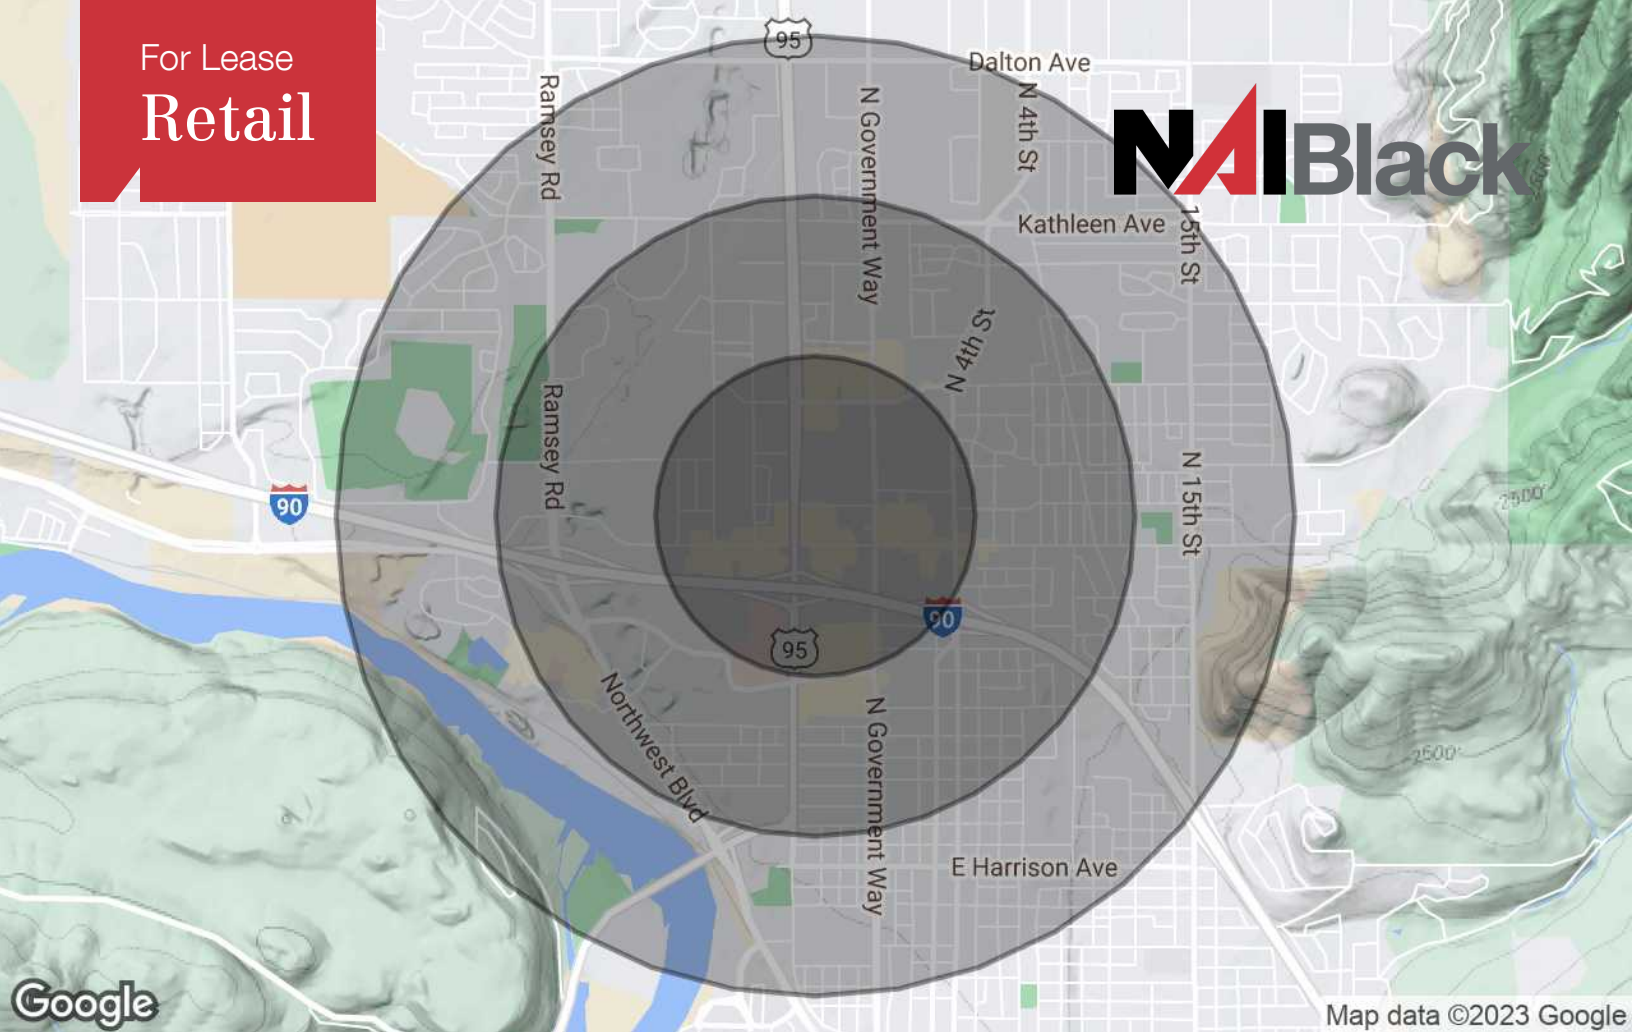 For Lease
Retail
95
Dalton Ave
Ramsey Rd
N Government Way
N 4th St
NAIBlack
2500'
Kathleen Ave
15th St
N 4th St
Ramsey Rd
N 15th St
2500'
90
90
95
Northwest Blvd
N Government Way
2500'
E Harrison Ave
Google
Map data ©2023 Google